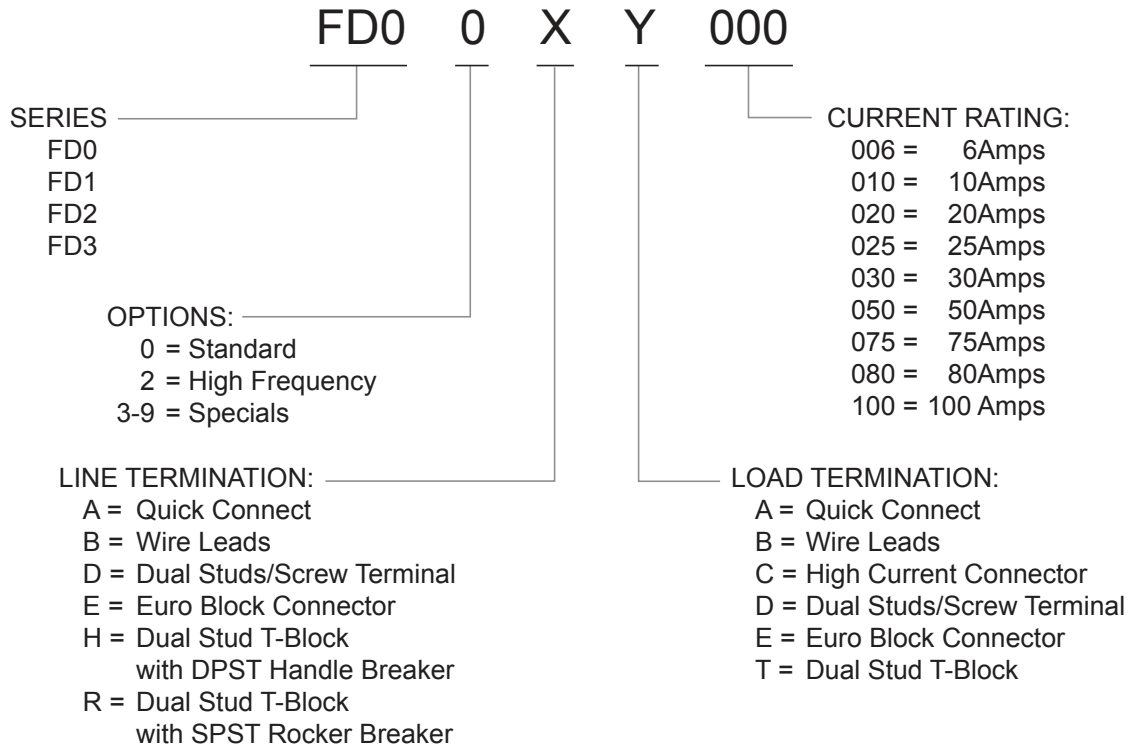 FD0 0 X Y 000
SERIES
FD0
FD1
FD2
FD3
CURRENT RATING:
006 = 6Amps
010 = 10Amps
020 = 20Amps
025 = 25Amps
030 = 30Amps
050 = 50Amps
075 = 75Amps
080 = 80Amps
100 = 100 Amps
OPTIONS:
0 = Standard
2 = High Frequency
3-9 = Specials
LINE TERMINATION:
A = Quick Connect
B = Wire Leads
D = Dual Studs/Screw Terminal
E = Euro Block Connector
H = Dual Stud T-Block
with DPST Handle Breaker
R = Dual Stud T-Block
with SPST Rocker Breaker
LOAD TERMINATION:
A = Quick Connect
B = Wire Leads
C = High Current Connector
D = Dual Studs/Screw Terminal
E = Euro Block Connector
T = Dual Stud T-Block